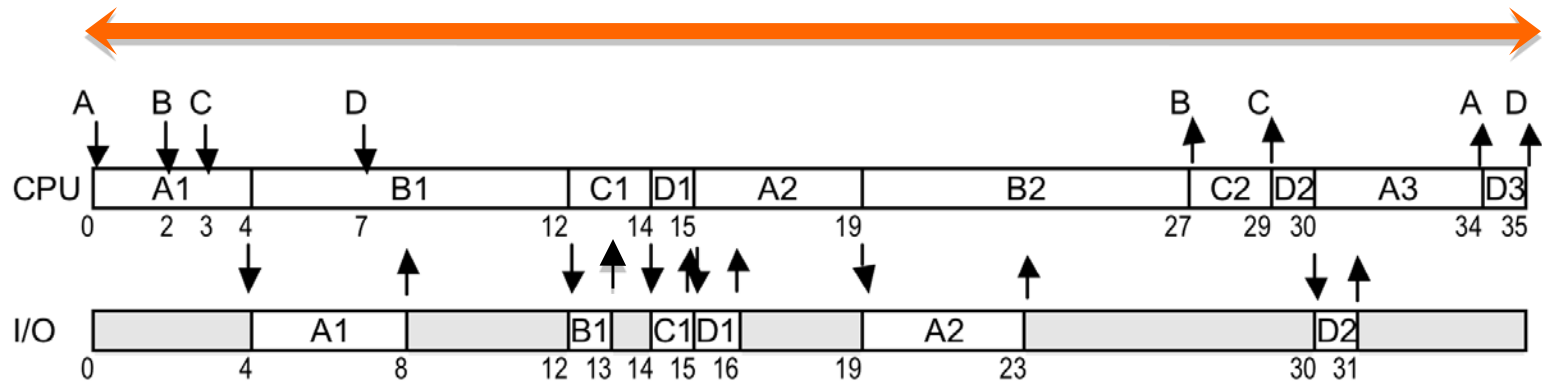 A B C D B C A D
CPU A1 B1 C1 D1 A2 B2 C2 D2 A3 D3
0 2 3 4 7 12 14 15 19 27 29 30 34 35
I/O A1 B1 C1 D1 A2 D2
0 4 8 12 13 14 15 16 19 23 30 31